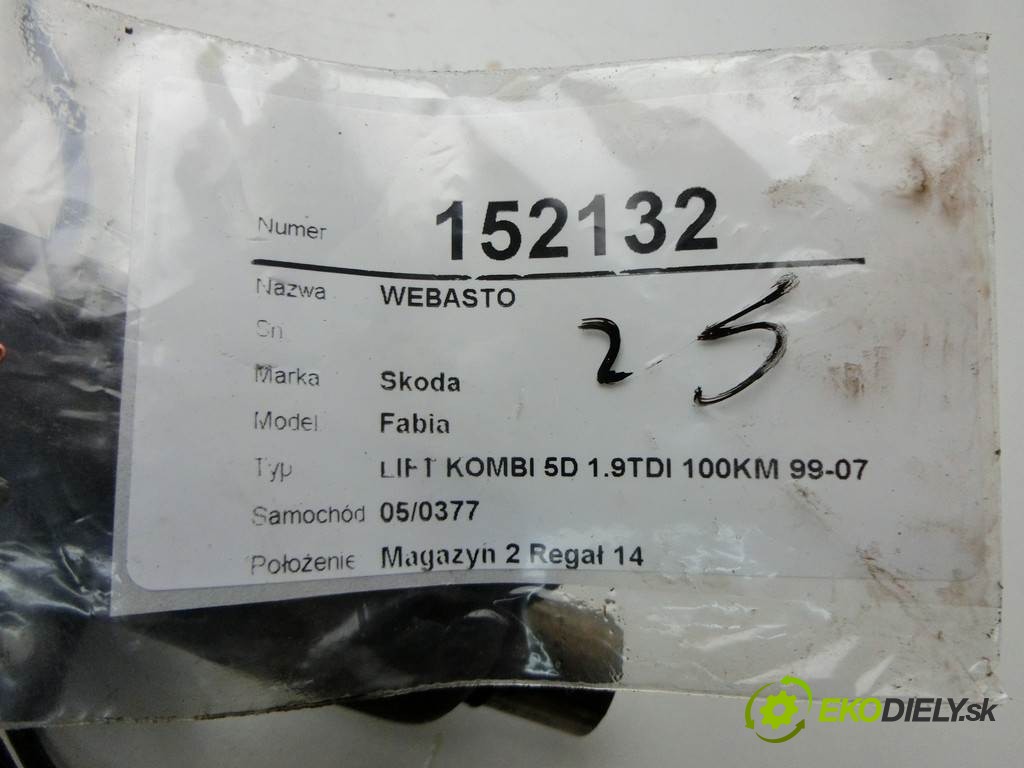 Numer 152132
Nazwa WEBASTO
Sn
2-5
Marka Skoda
Model Fabia
Typ LIFT KOMBI 5D 1.9TDI 100KM 99-07
Samochód 05/0377
Położenie Magazyn 2 Regał 14
EKODIELY.sk